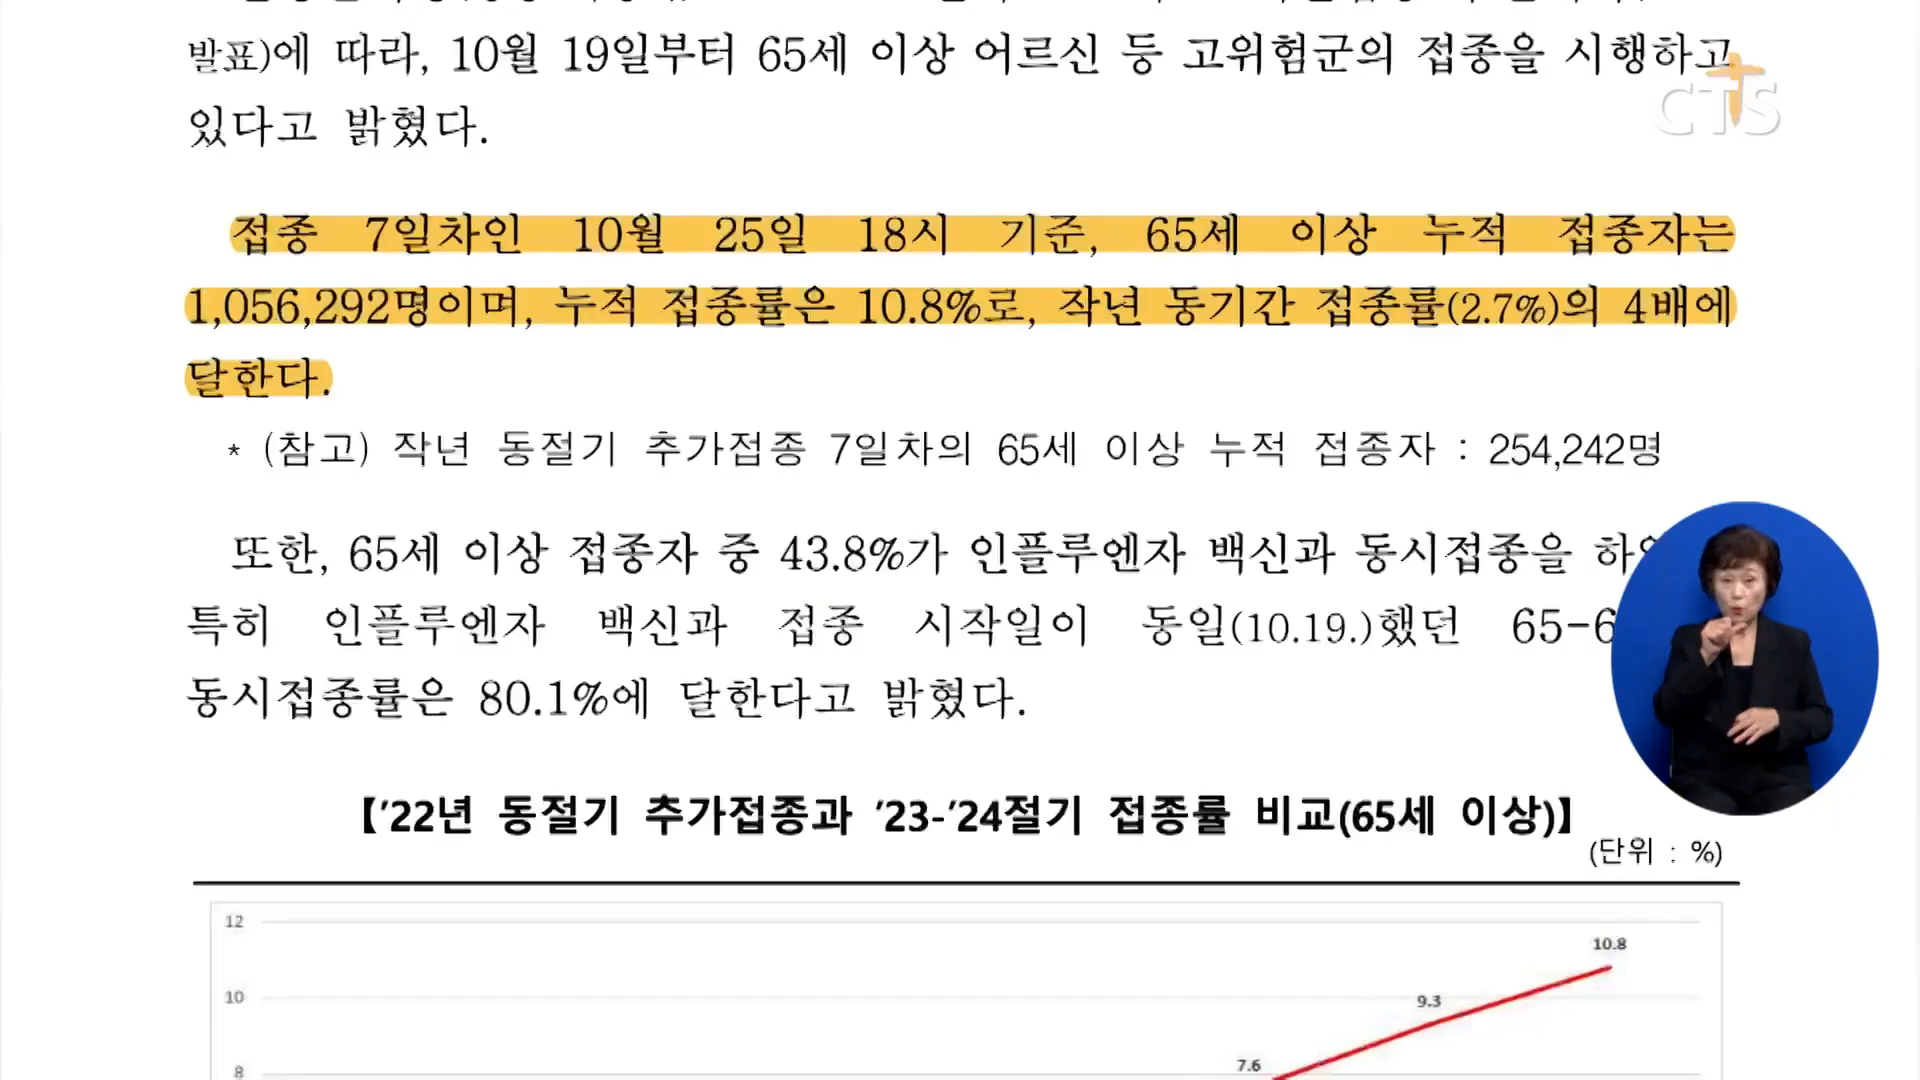 발표)에 따라, 10월 19일부터 65세 이상 어르신 등 고위험군의 접종을 시행하고
CTS
있다고 밝혔다.
접종 7일차인 10월 25일 18시 기준, 65세 이상 누적 접종자는
1,056,292명이며, 누적 접종률은 10.8%로, 작년 동기간 접종률(2.7%)의 4배에
달한다.
* (참고) 작년 동절기 추가접종 7일차의 65세 이상 누적 접종자 : 254,242명
또한, 65세 이상 접종자 중 43.8%가 인플루엔자 백신과 동시접종을
특히 인플루엔자 백신과 접종 시작일이 동일(10.19.)했던
동시접종률은 80.1%에 달한다고 밝혔다.
【'22년 동절기 추가접종과 '23-'24절기 접종률 비교(65세 이상)】
(단위 : %)
12
10.8
10
9.3
7.6
8